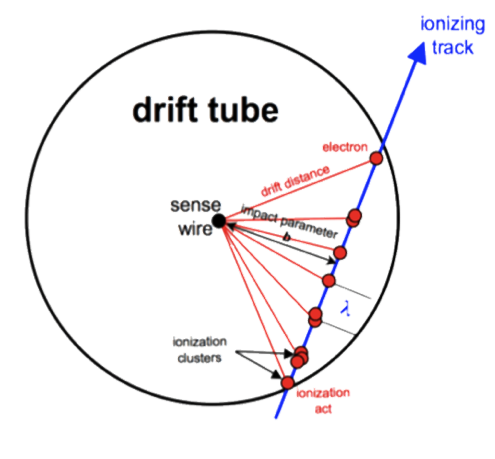 ionizing
track
drift tube
electron
drift distance
sense
wire
impact parameter
b
λ
ionization
clusters
ionization
act